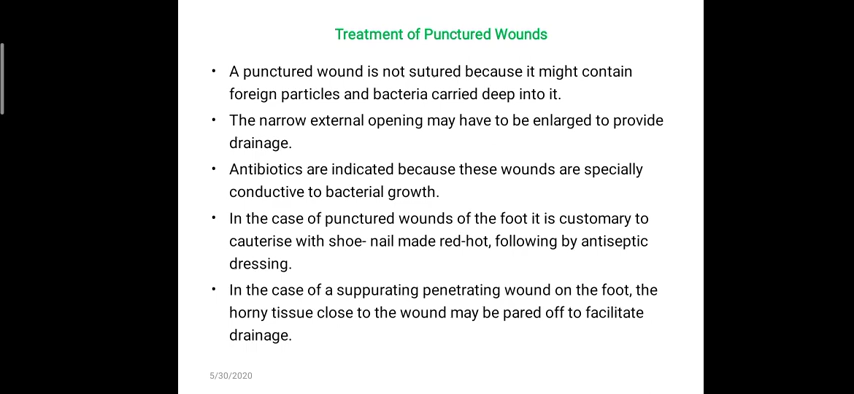 Treatment of Punctured Wounds
• A punctured wound is not sutured because it might contain
foreign particles and bacteria carried deep into it.
• The narrow external opening may have to be enlarged to provide
drainage.
• Antibiotics are indicated because these wounds are specially
conductive to bacterial growth.
• In the case of punctured wounds of the foot it is customary to
cauterise with shoe- nail made red-hot, following by antiseptic
dressing.
• In the case of a suppurating penetrating wound on the foot, the
horny tissue close to the wound may be pared off to facilitate
drainage.
5/30/2020